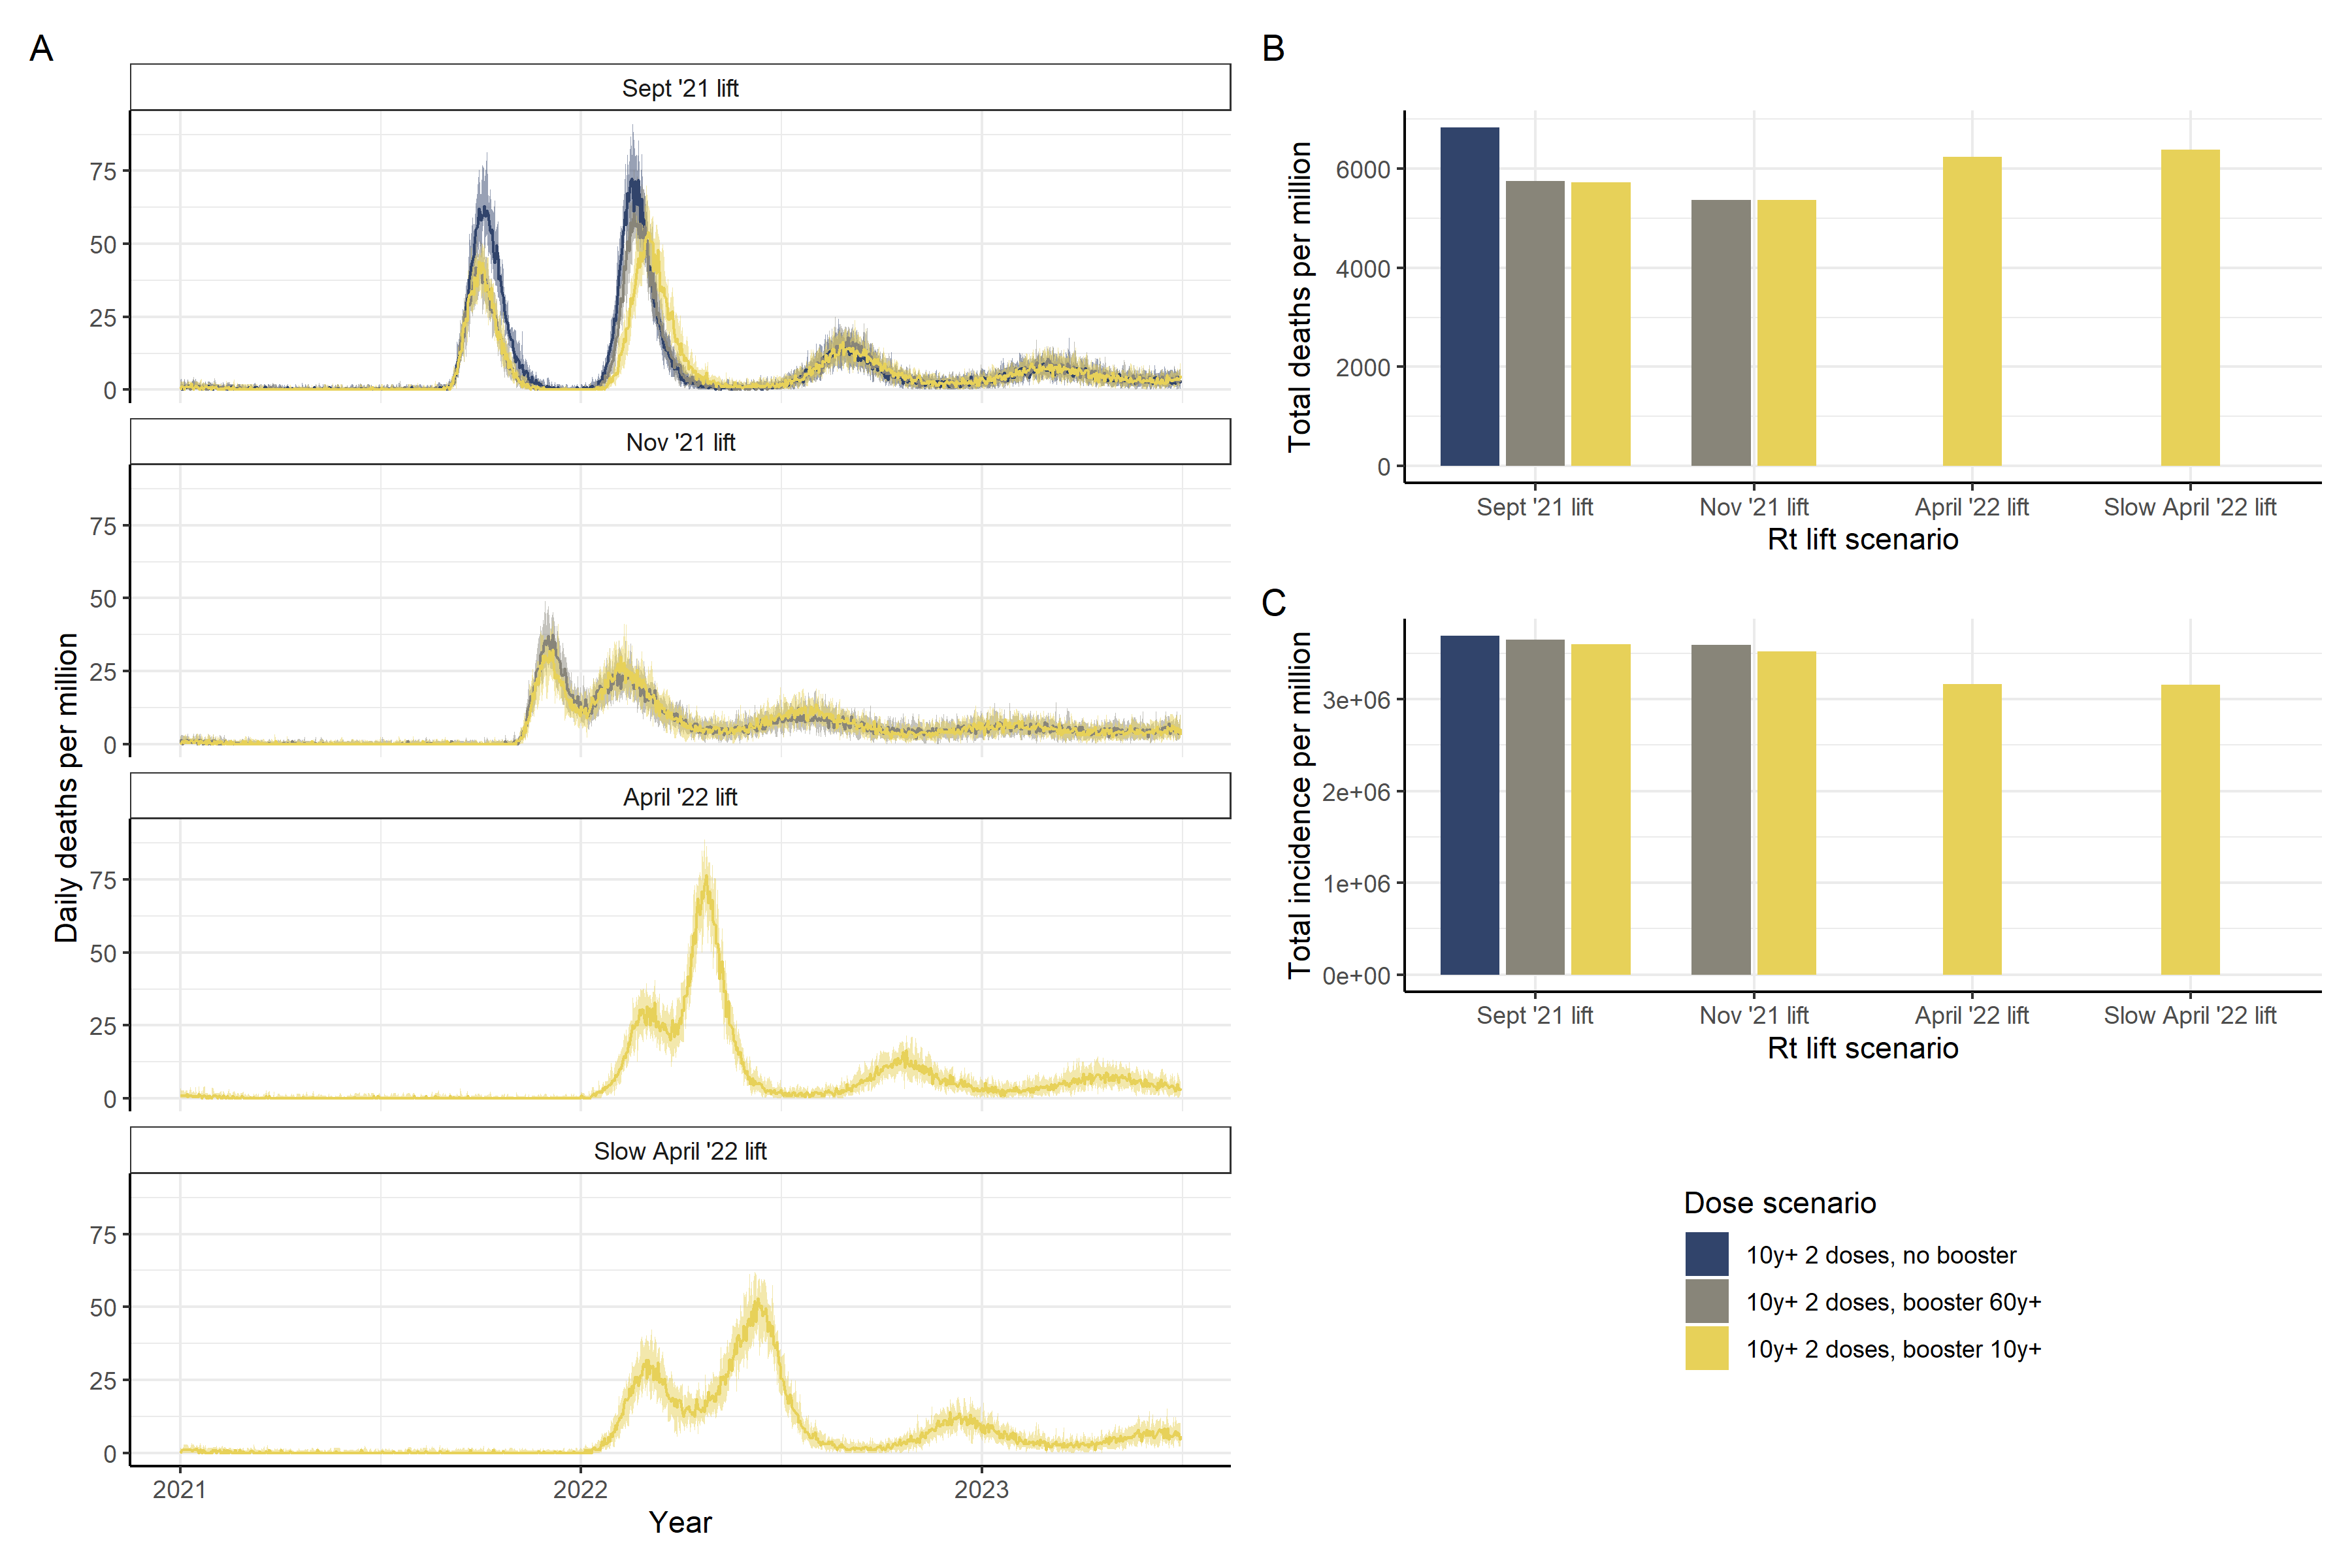 A
Sept '21 lift
75
50
25
0
Nov '21 lift
75
50
25
0
April '22 lift
75
50
25
0
Slow April '22 lift
75
50
25
0
2021
2022
2023
Year
Daily deaths per million
B
6000
4000
2000
0
Sept '21 lift
Nov '21 lift
April '22 lift
Slow April '22 lift
Rt lift scenario
Total deaths per million
C
3e+06
2e+06
1e+06
0e+00
Sept '21 lift
Nov '21 lift
April '22 lift
Slow April '22 lift
Rt lift scenario
Total incidence per million
Dose scenario
10y+ 2 doses, no booster
10y+ 2 doses, booster 60y+
10y+ 2 doses, booster 10y+